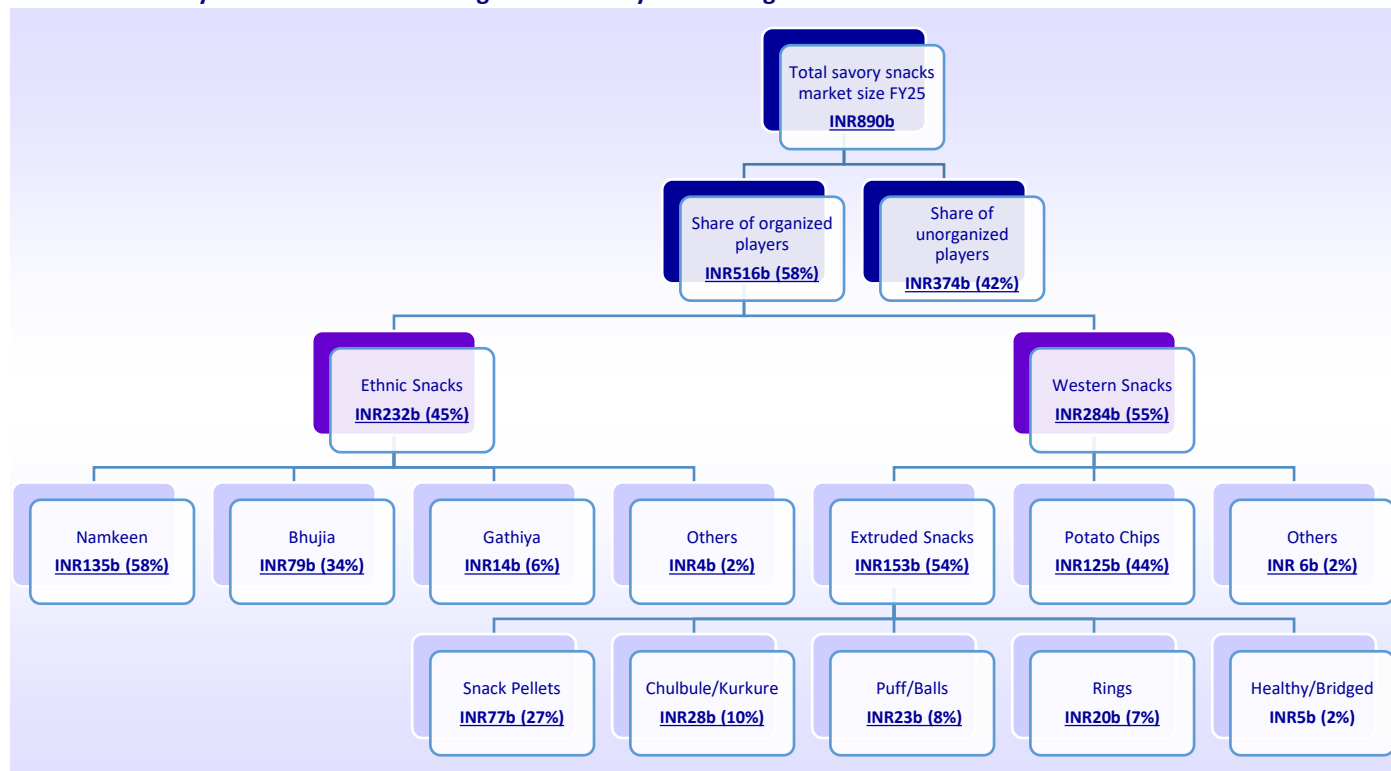 Total savory snacks
market size FY25
INR890b
Share of organized
players
INR516b (58%)
Share of
unorganized
players
INR374b (42%)
Ethnic Snacks
INR232b (45%)
Western Snacks
INR284b (55%)
Namkeen
INR135b (58%)
Bhujia
INR79b (34%)
Gathiya
INR14b (6%)
Others
INR4b (2%)
Extruded Snacks
INR153b (54%)
Potato Chips
INR125b (44%)
Others
INR 6b (2%)
Snack Pellets
INR77b (27%)
Chulbule/Kurkure
INR28b (10%)
Puff/Balls
INR23b (8%)
Rings
INR20b (7%)
Healthy/Bridged
INR5b (2%)